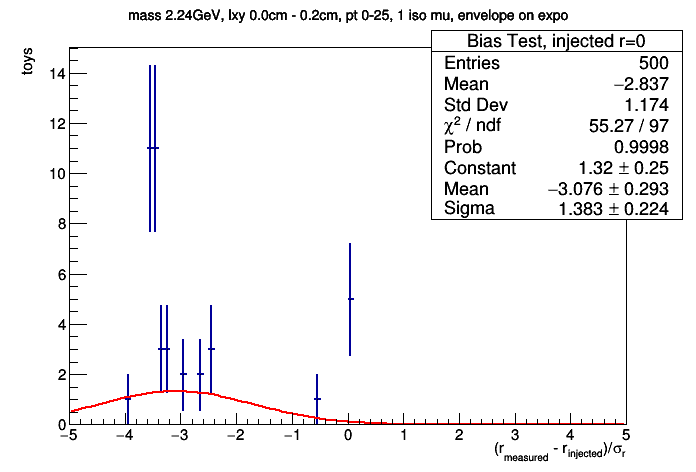 mass 2.24GeV, lxy 0.0cm - 0.2cm, pt 0-25, 1 iso mu, envelope on expo
Bias Test, injected r=0
Entries 500
Mean −2.837
Std Dev 1.174
χ² / ndf 55.27 / 97
Prob 0.9998
Constant 1.32 ± 0.25
Mean −3.076 ± 0.293
Sigma 1.383 ± 0.224
toys
14
12
10
8
6
4
2
0
−5 −4 −3 −2 −1 0 1 2 3 4 5
(r_measured - r_injected)/σ_r